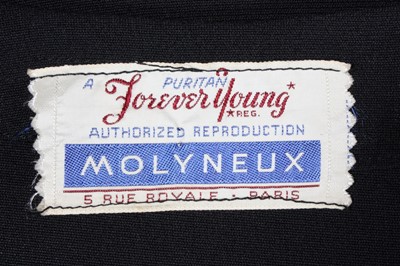 A PURITAN
Forever Young
REG.
AUTHORIZED REPRODUCTION
MOLYNEUX
5 RUE ROYALE - PARIS